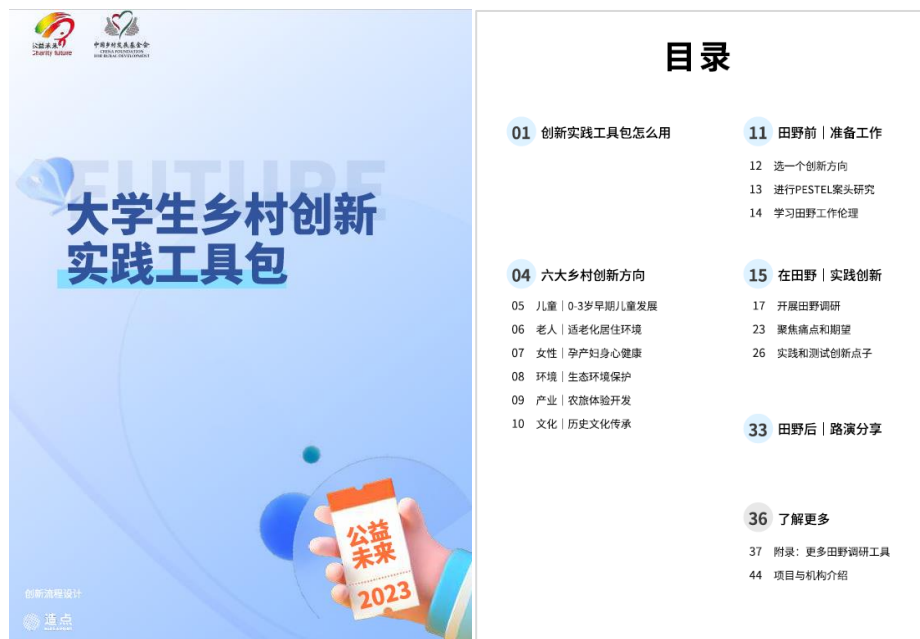 公益未来
Charity future
中国乡村发展基金会
CHINA FOUNDATION
FOR RURAL DEVELOPMENT
FUTURE
大学生乡村创新
实践工具包
公益
未来
2023
创新流程设计
目录
01 创新实践工具包怎么用
04 六大乡村创新方向
05 儿童｜0-3岁早期儿童发展
06 老人｜适老化居住环境
07 女性｜孕产妇身心健康
08 环境｜生态环境保护
09 产业｜农旅体验开发
10 文化｜历史文化传承
11 田野前｜准备工作
12 选一个创新方向
13 进行PESTEL案头研究
14 学习田野工作伦理
15 在田野｜实践创新
17 开展田野调研
23 聚焦痛点和期望
26 实践和测试创新点子
33 田野后｜路演分享
36 了解更多
37 附录：更多田野调研工具
44 项目与机构介绍